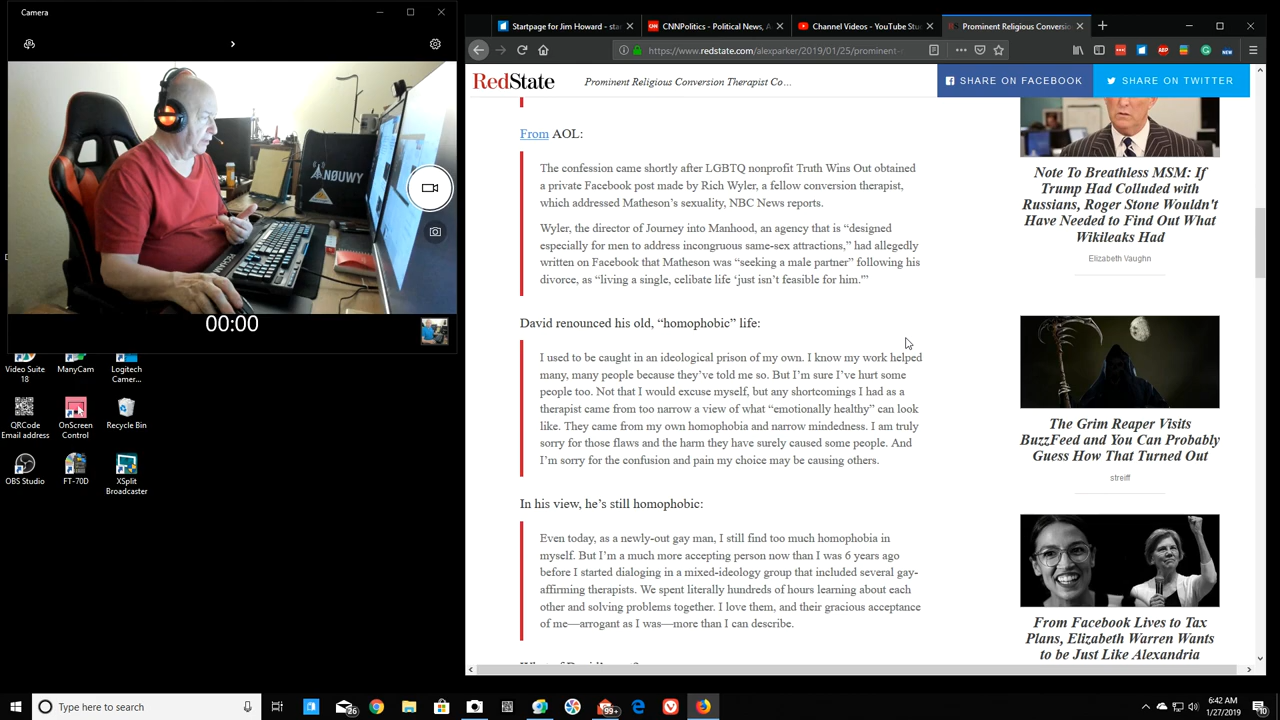 Camera
00:00
ANØUWY
Video Suite
18
ManyCam
Logitech
Camer...
QRCode
Email address
OnScreen
Control
Recycle Bin
OBS Studio
FT-70D
XSplit
Broadcaster
Startpage for Jim Howard - sta
CNNPolitics - Political News, A
Channel Videos - YouTube Stu
Prominent Religious Conversion
https://www.redstate.com/alexparker/2019/01/25/prominent-r
RedState
Prominent Religious Conversion Therapist Co…
SHARE ON FACEBOOK
SHARE ON TWITTER
From AOL:
The confession came shortly after LGBTQ nonprofit Truth Wins Out obtained
a private Facebook post made by Rich Wyler, a fellow conversion therapist,
which addressed Matheson’s sexuality, NBC News reports.
Wyler, the director of Journey into Manhood, an agency that is “designed
especially for men to address incongruous same-sex attractions,” had allegedly
written on Facebook that Matheson was “seeking a male partner” following his
divorce, as “living a single, celibate life ‘just isn’t feasible for him.’”
David renounced his old, “homophobic” life:
I used to be caught in an ideological prison of my own. I know my work helped
many, many people because they’ve told me so. But I’m sure I’ve hurt some
people too. Not that I would excuse myself, but any shortcomings I had as a
therapist came from too narrow a view of what “emotionally healthy” can look
like. They came from my own homophobia and narrow mindedness. I am truly
sorry for those flaws and the harm they have surely caused some people. And
I’m sorry for the confusion and pain my choice may be causing others.
In his view, he’s still homophobic:
Even today, as a newly-out gay man, I still find too much homophobia in
myself. But I’m a much more accepting person now than I was 6 years ago
before I started dialoging in a mixed-ideology group that included several gay-
affirming therapists. We spent literally hundreds of hours learning about each
other and solving problems together. I love them, and their gracious acceptance
of me—arrogant as I was—more than I can describe.
Note To Breathless MSM: If
Trump Had Colluded with
Russians, Roger Stone Wouldn't
Have Needed to Find Out What
Wikileaks Had
Elizabeth Vaughn
The Grim Reaper Visits
BuzzFeed and You Can Probably
Guess How That Turned Out
streiff
From Facebook Lives to Tax
Plans, Elizabeth Warren Wants
to be Just Like Alexandria
Type here to search
26
99+
6:42 AM
1/27/2019
10